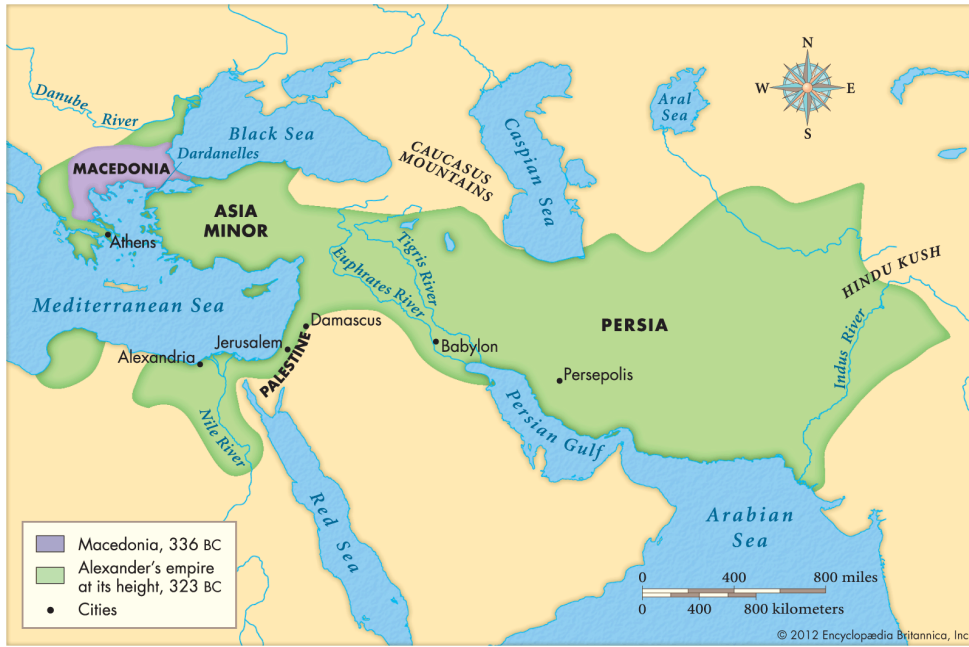 N
W
E
S
Danube
River
Black Sea
Dardanelles
MACEDONIA
CAUCASUS
MOUNTAINS
Caspian Sea
Aral
Sea
ASIA
MINOR
Athens
Tigris River
Euphrates River
HINDU KUSH
Mediterranean Sea
Damascus
PERSIA
Jerusalem
Alexandria
PALESTINE
Babylon
Persepolis
Indus River
Nile River
Persian Gulf
Red Sea
Arabian
Sea
Macedonia, 336 BC
Alexander's empire
at its height, 323 BC
Cities
0 400 800 miles
0 400 800 kilometers
© 2012 Encyclopædia Britannica, Inc